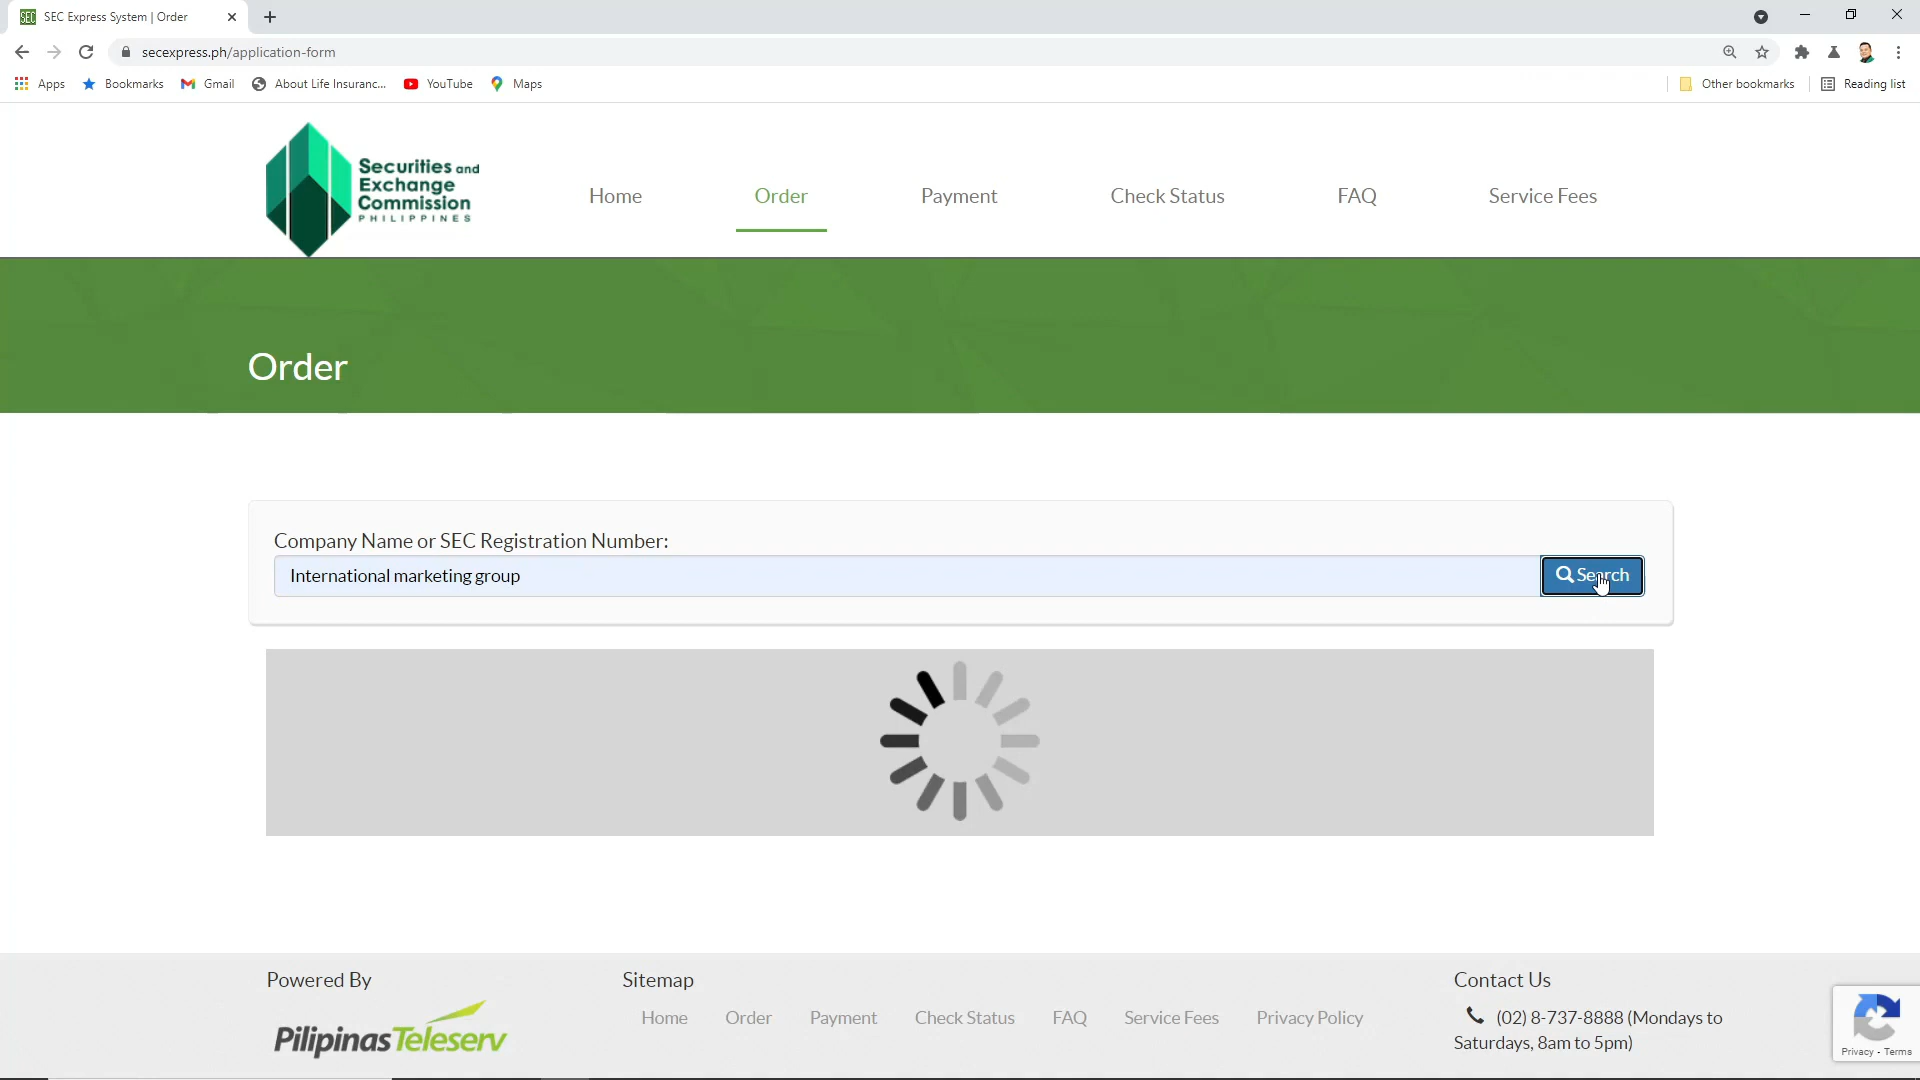 SEC Express System | Order
secexpress.ph/application-form
Apps
Bookmarks
Gmail
About Life Insuranc...
YouTube
Maps
Other bookmarks
Reading list
Securities and
Exchange
Commission
PHILIPPINES
Home
Order
Payment
Check Status
FAQ
Service Fees
Order
Company Name or SEC Registration Number:
International marketing group
Search
Powered By
PilipinasTeleserv
Sitemap
Home
Order
Payment
Check Status
FAQ
Service Fees
Privacy Policy
Contact Us
(02) 8-737-8888 (Mondays to
Saturdays, 8am to 5pm)
Privacy - Terms